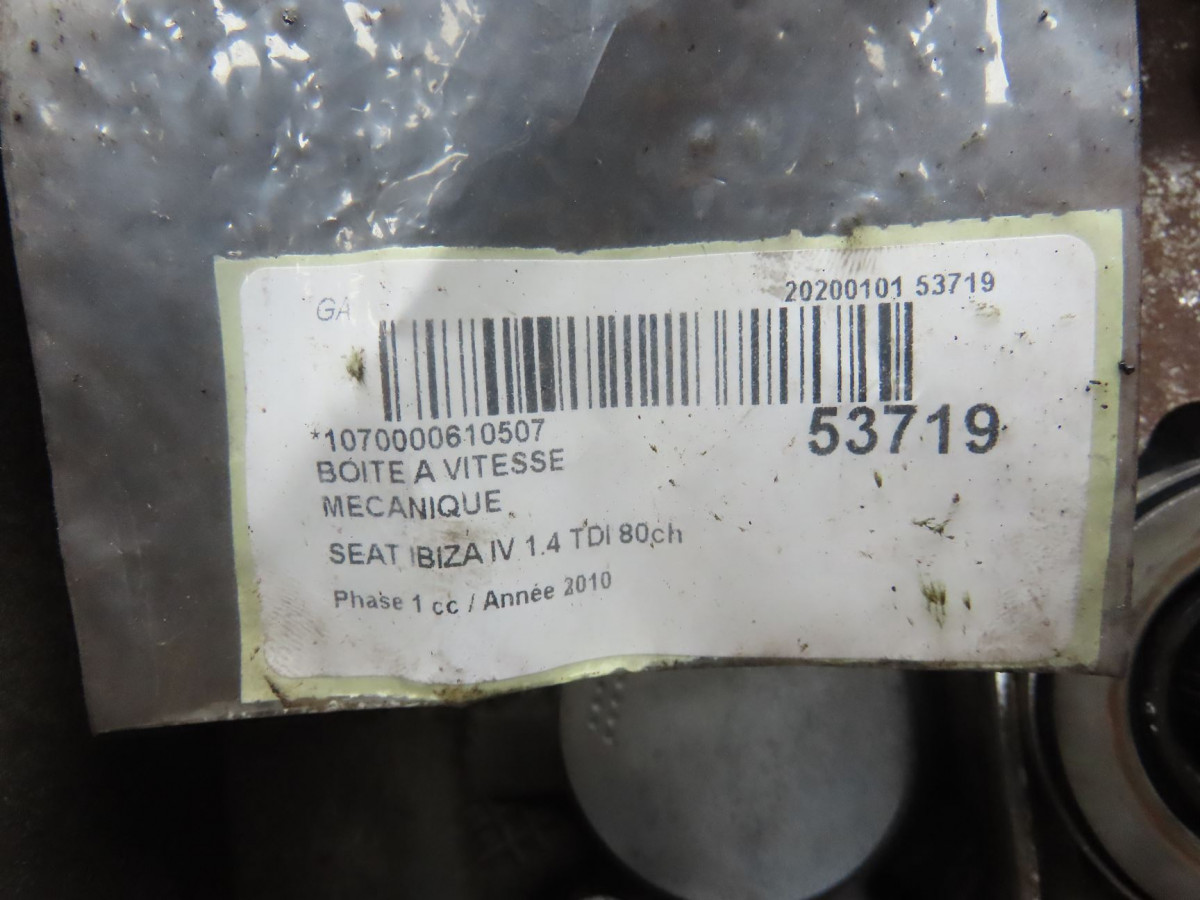 GA
20200101 53719
*1070000610507
53719
BOITE A VITESSE
MECANIQUE
SEAT IBIZA IV 1.4 TDI 80ch
Phase 1 cc / Année 2010